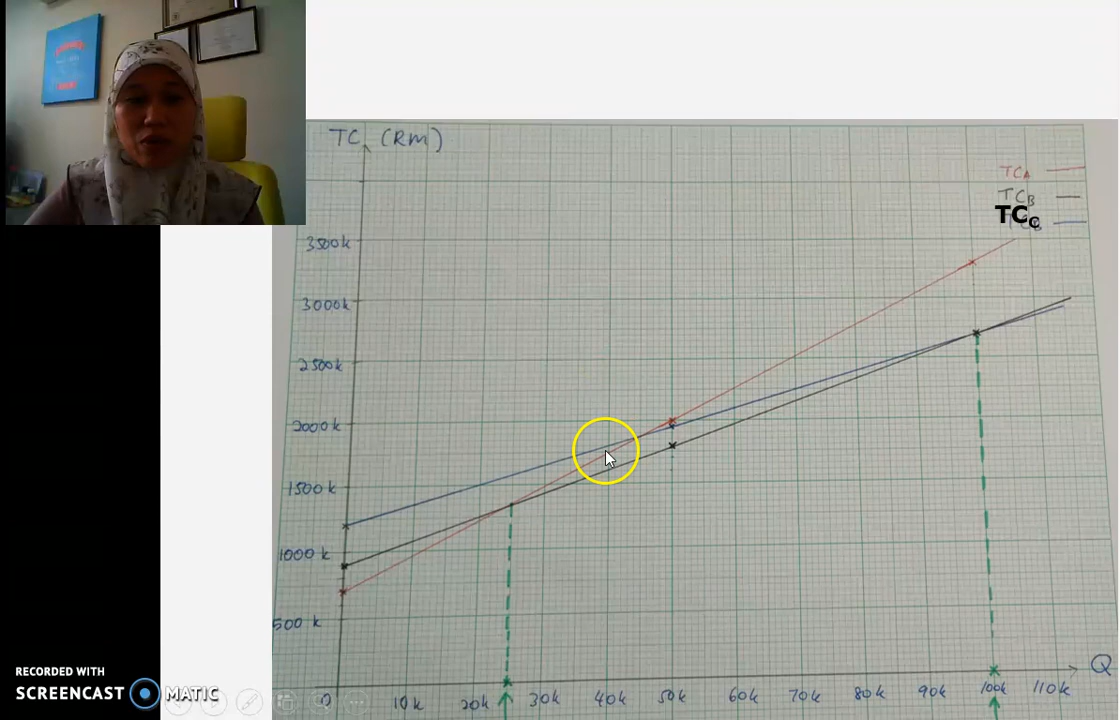 TC (RM)
TCA
TCB
TCC
3500k
3000k
2500k
2000k
1500k
1000k
500k
0 10k 20k 30k 40k 50k 60k 70k 80k 90k 100k 110k
Q
RECORDED WITH
SCREENCAST MATIC